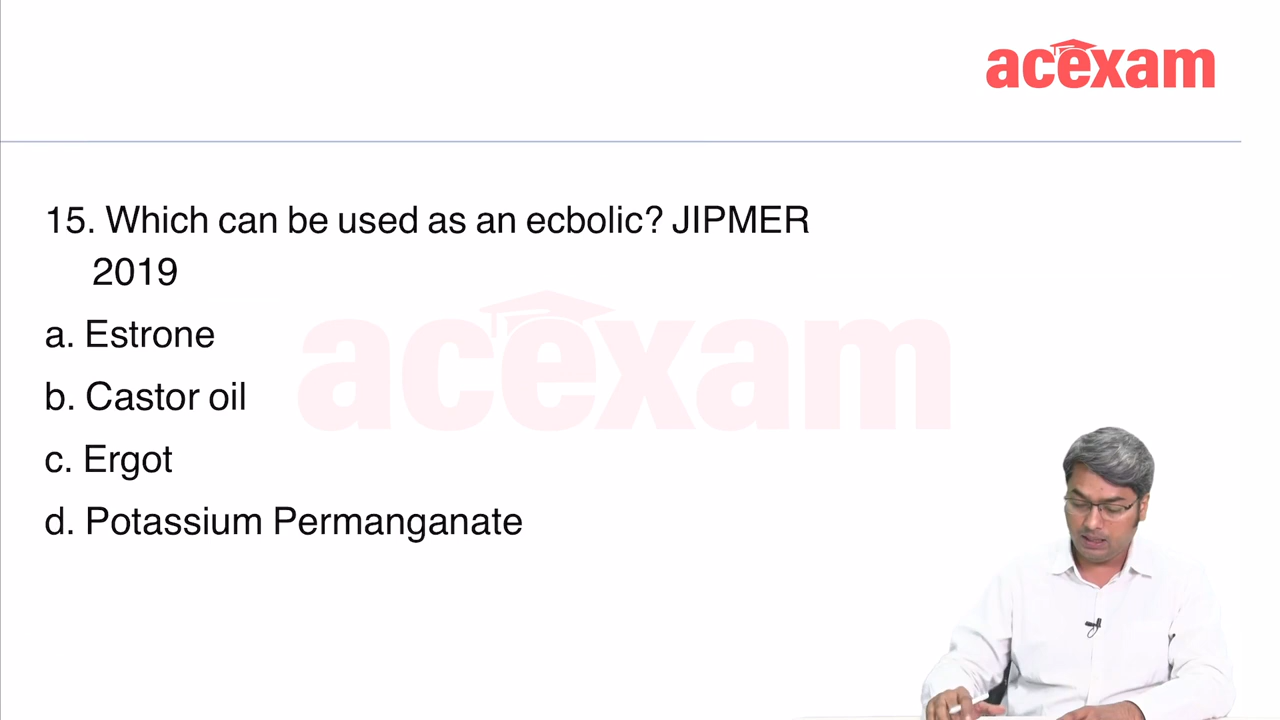 acexam
15. Which can be used as an ecbolic? JIPMER
2019
acexam
a. Estrone
b. Castor oil
c. Ergot
d. Potassium Permanganate